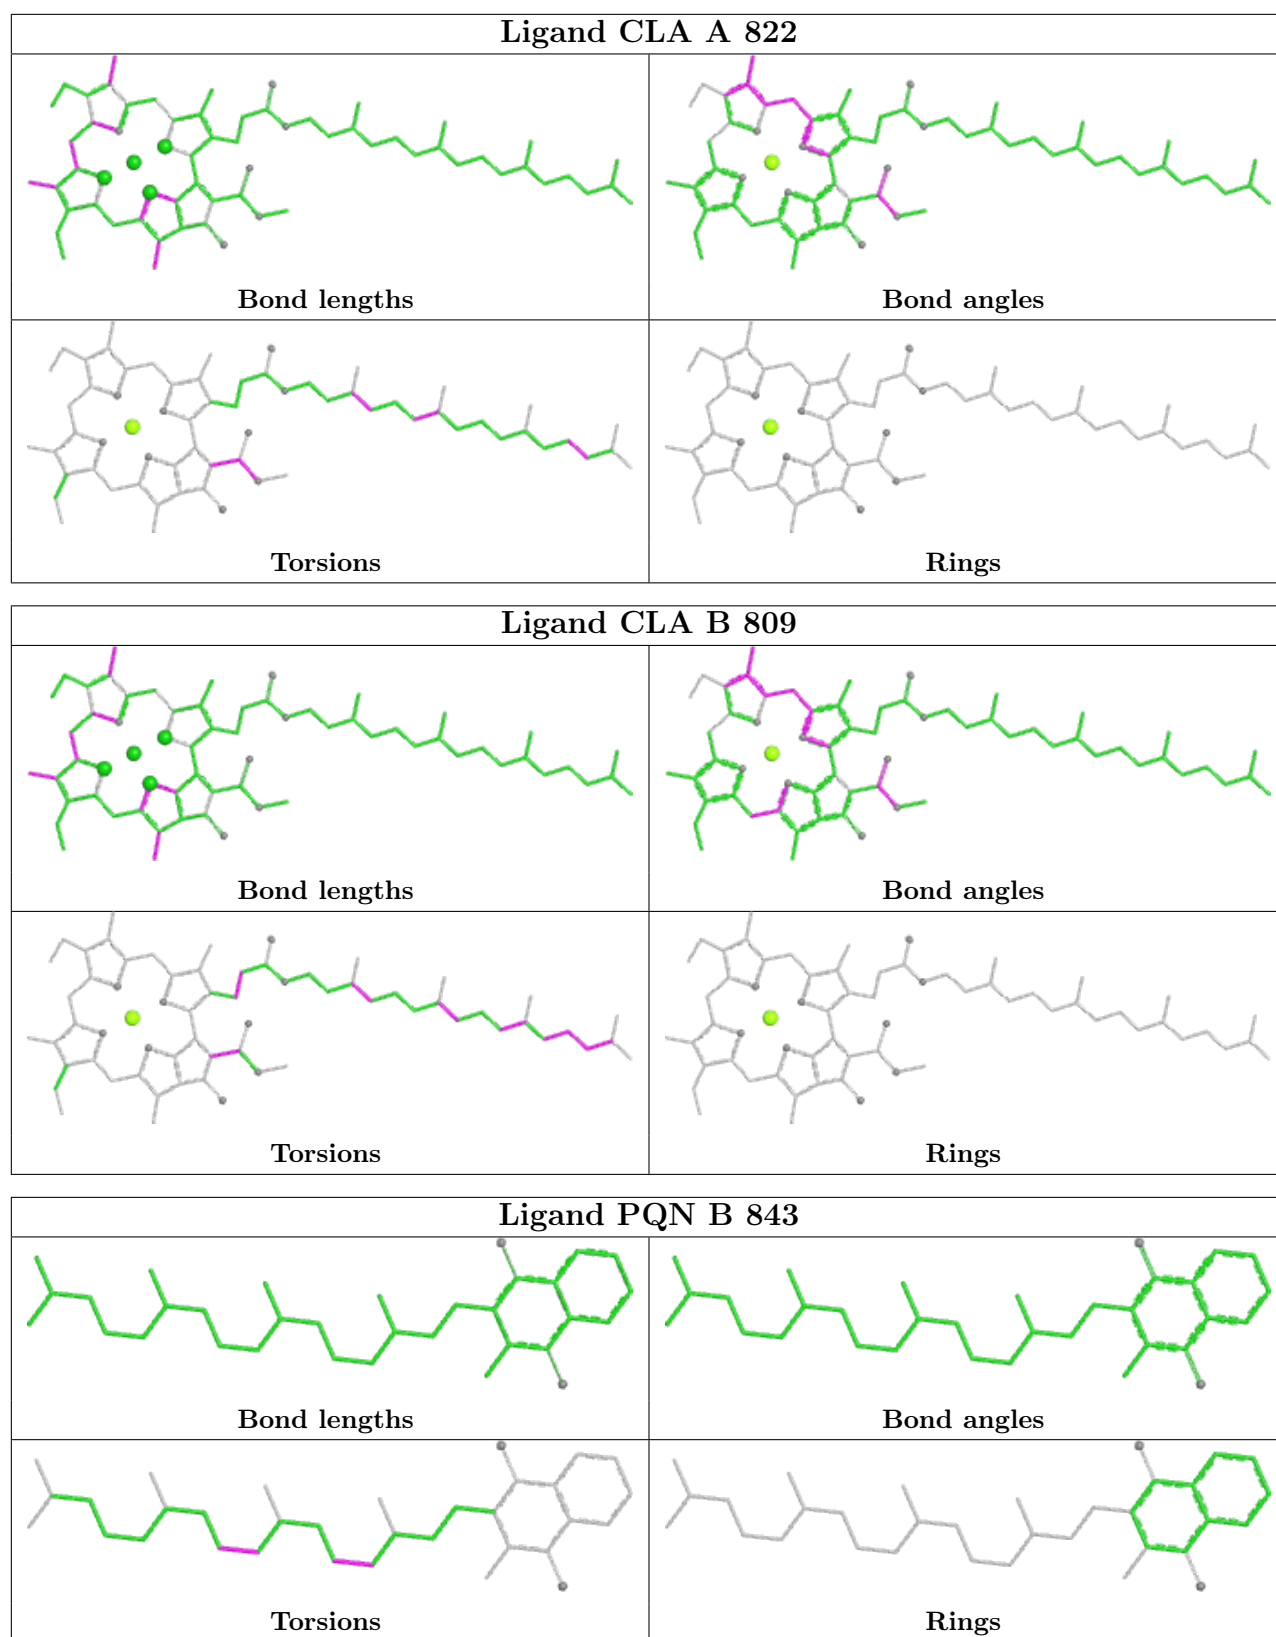 Ligand CLA A 822
Bond lengths
Bond angles
Torsions
Rings
Ligand CLA B 809
Bond lengths
Bond angles
Torsions
Rings
Ligand PQN B 843
Bond lengths
Bond angles
Torsions
Rings